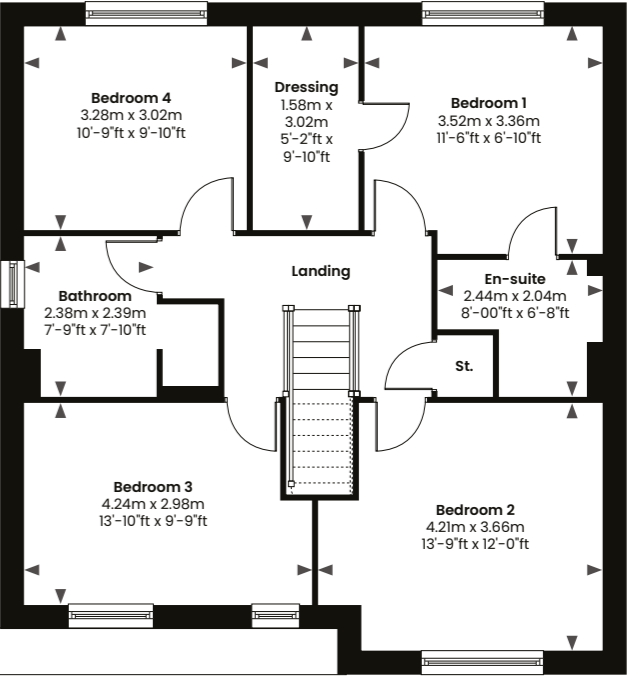 Bedroom 4
3.28m x 3.02m
10'-9"ft x 9'-10"ft
Dressing
1.58m x
3.02m
5'-2"ft x
9'-10"ft
Bedroom 1
3.52m x 3.36m
11'-6"ft x 6'-10"ft
Landing
Bathroom
2.38m x 2.39m
7'-9"ft x 7'-10"ft
En-suite
2.44m x 2.04m
8'-00"ft x 6'-8"ft
St.
Bedroom 3
4.24m x 2.98m
13'-10"ft x 9'-9"ft
Bedroom 2
4.21m x 3.66m
13'-9"ft x 12'-0"ft